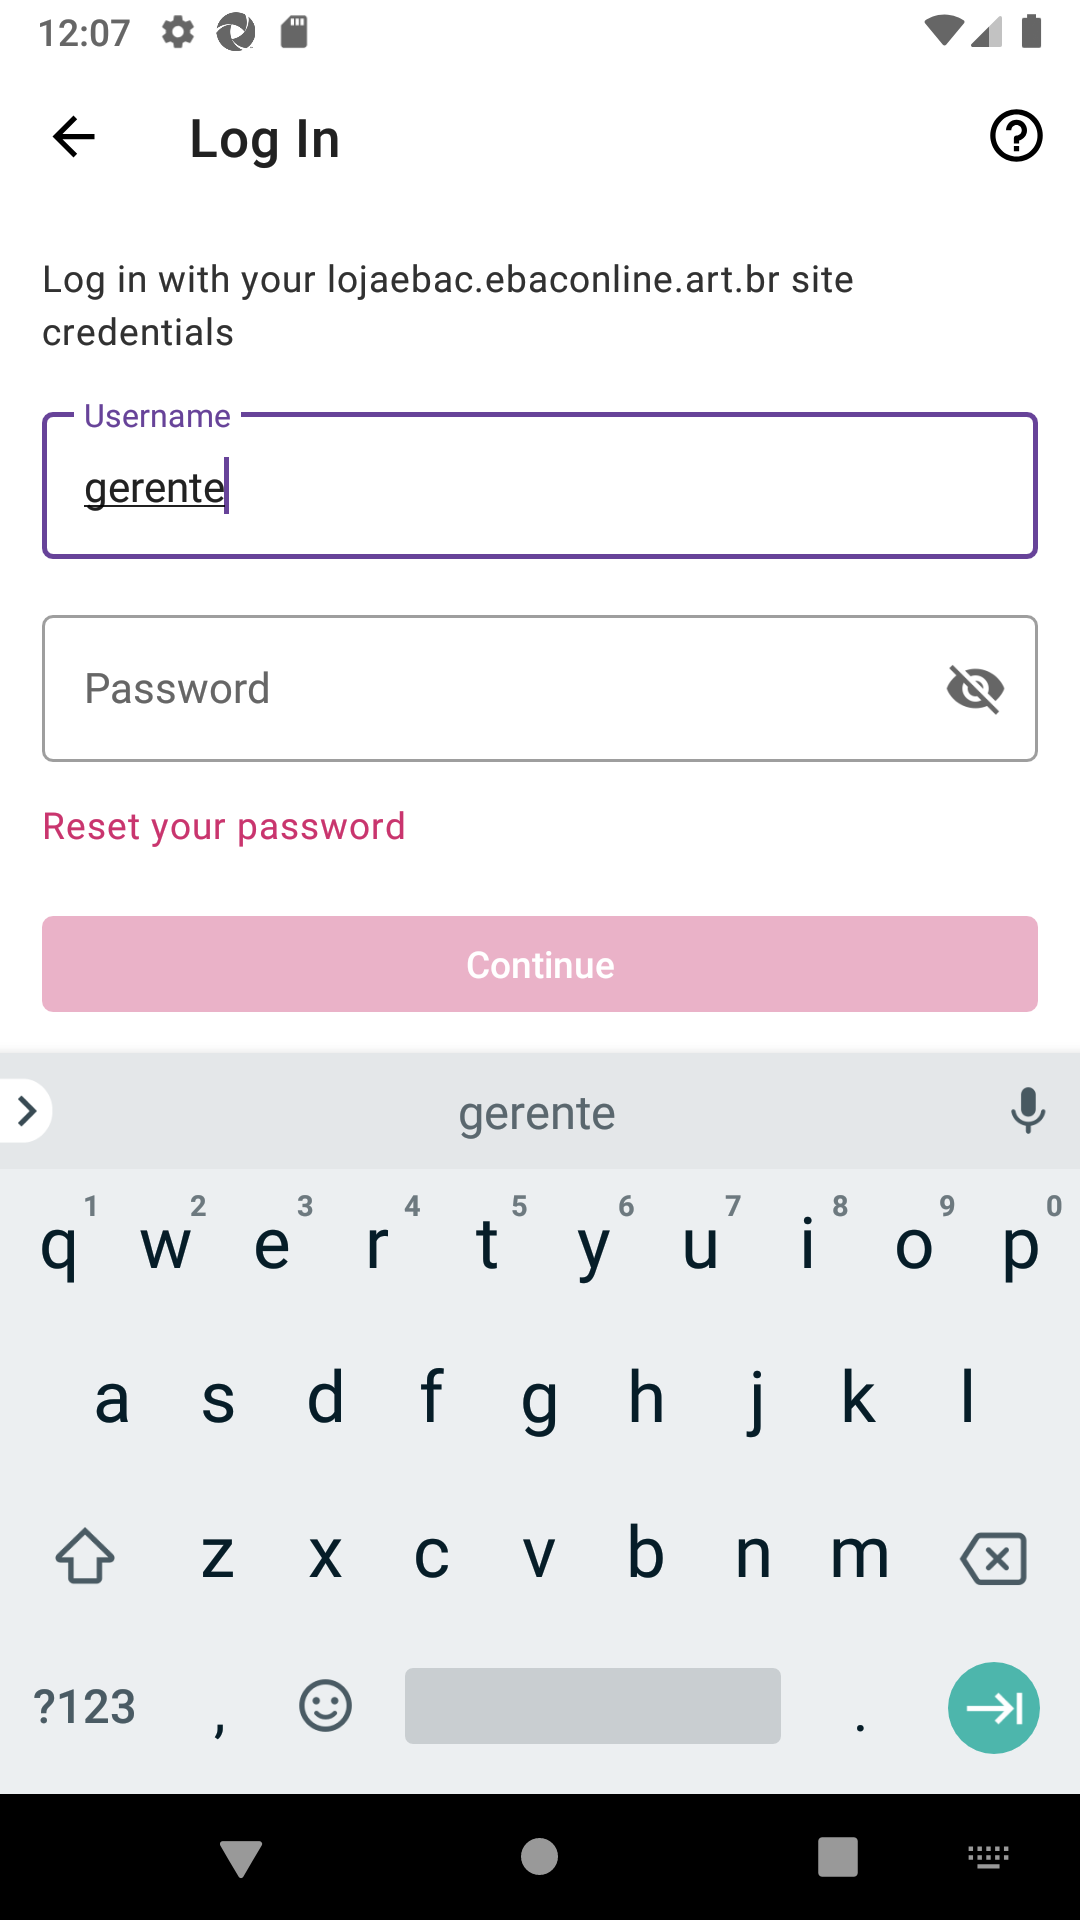 12:07
Log In
Log in with your lojaebac.ebaconline.art.br site
credentials
Username
gerente
Password
Reset your password
Continue
gerente
1 2 3 4 5 6 7 8 9 0
q w e r t y u i o p
a s d f g h j k l
z x c v b n m
?123 , .